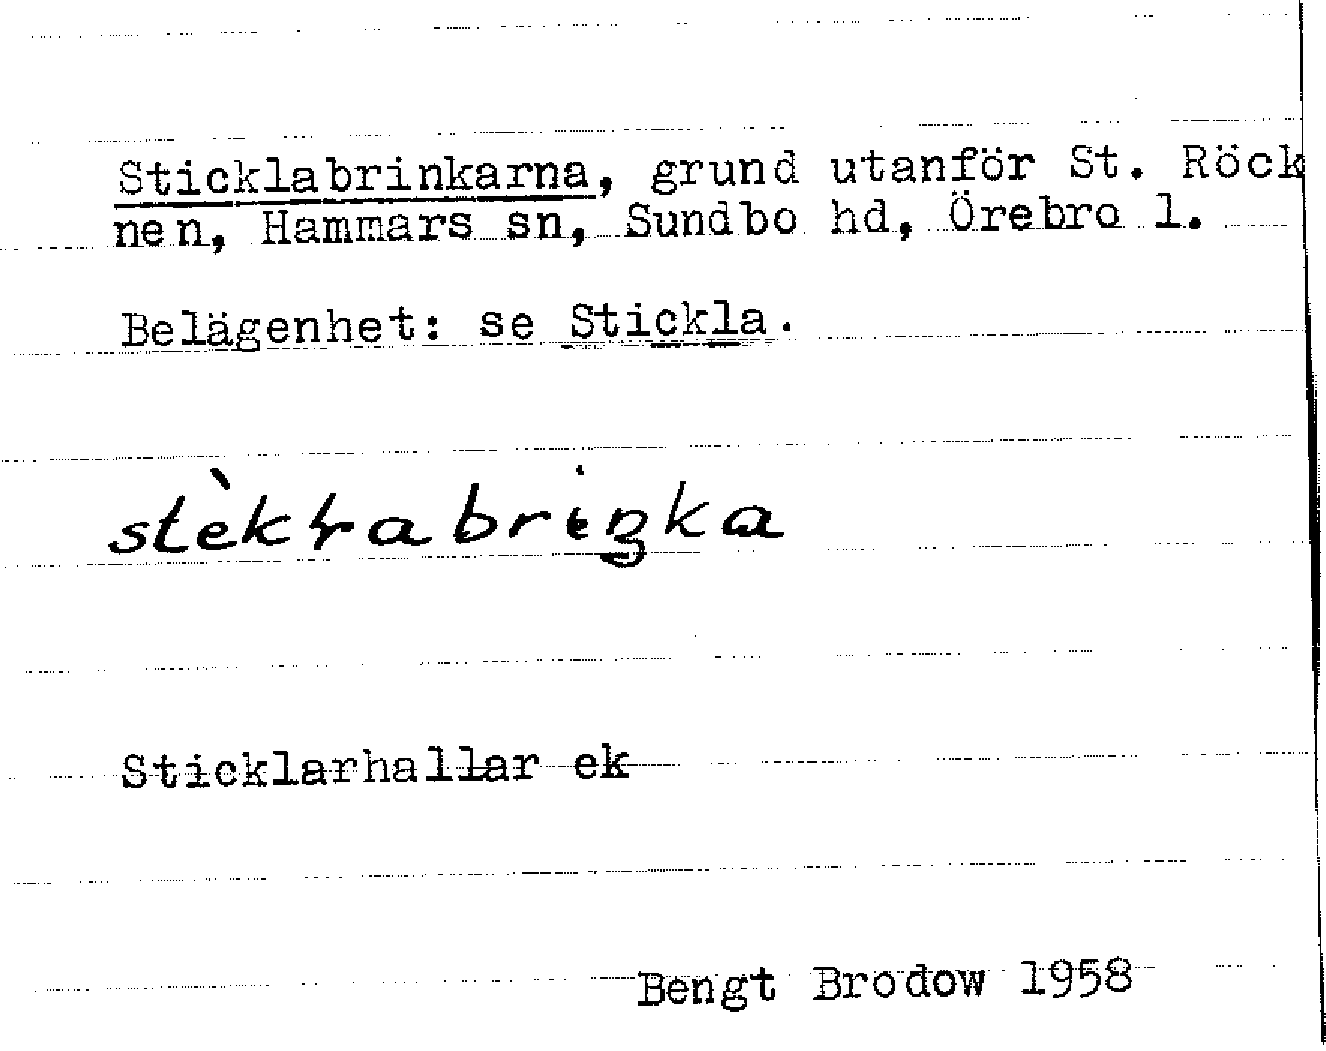 Sticklabrinkarna, grund utanför St. Röck
nen, Hammars sn, Sundbo hd, Örebro l.
Belägenhet: se Stickla.
Sticklarhallar ek
Bengt Brodow 1958